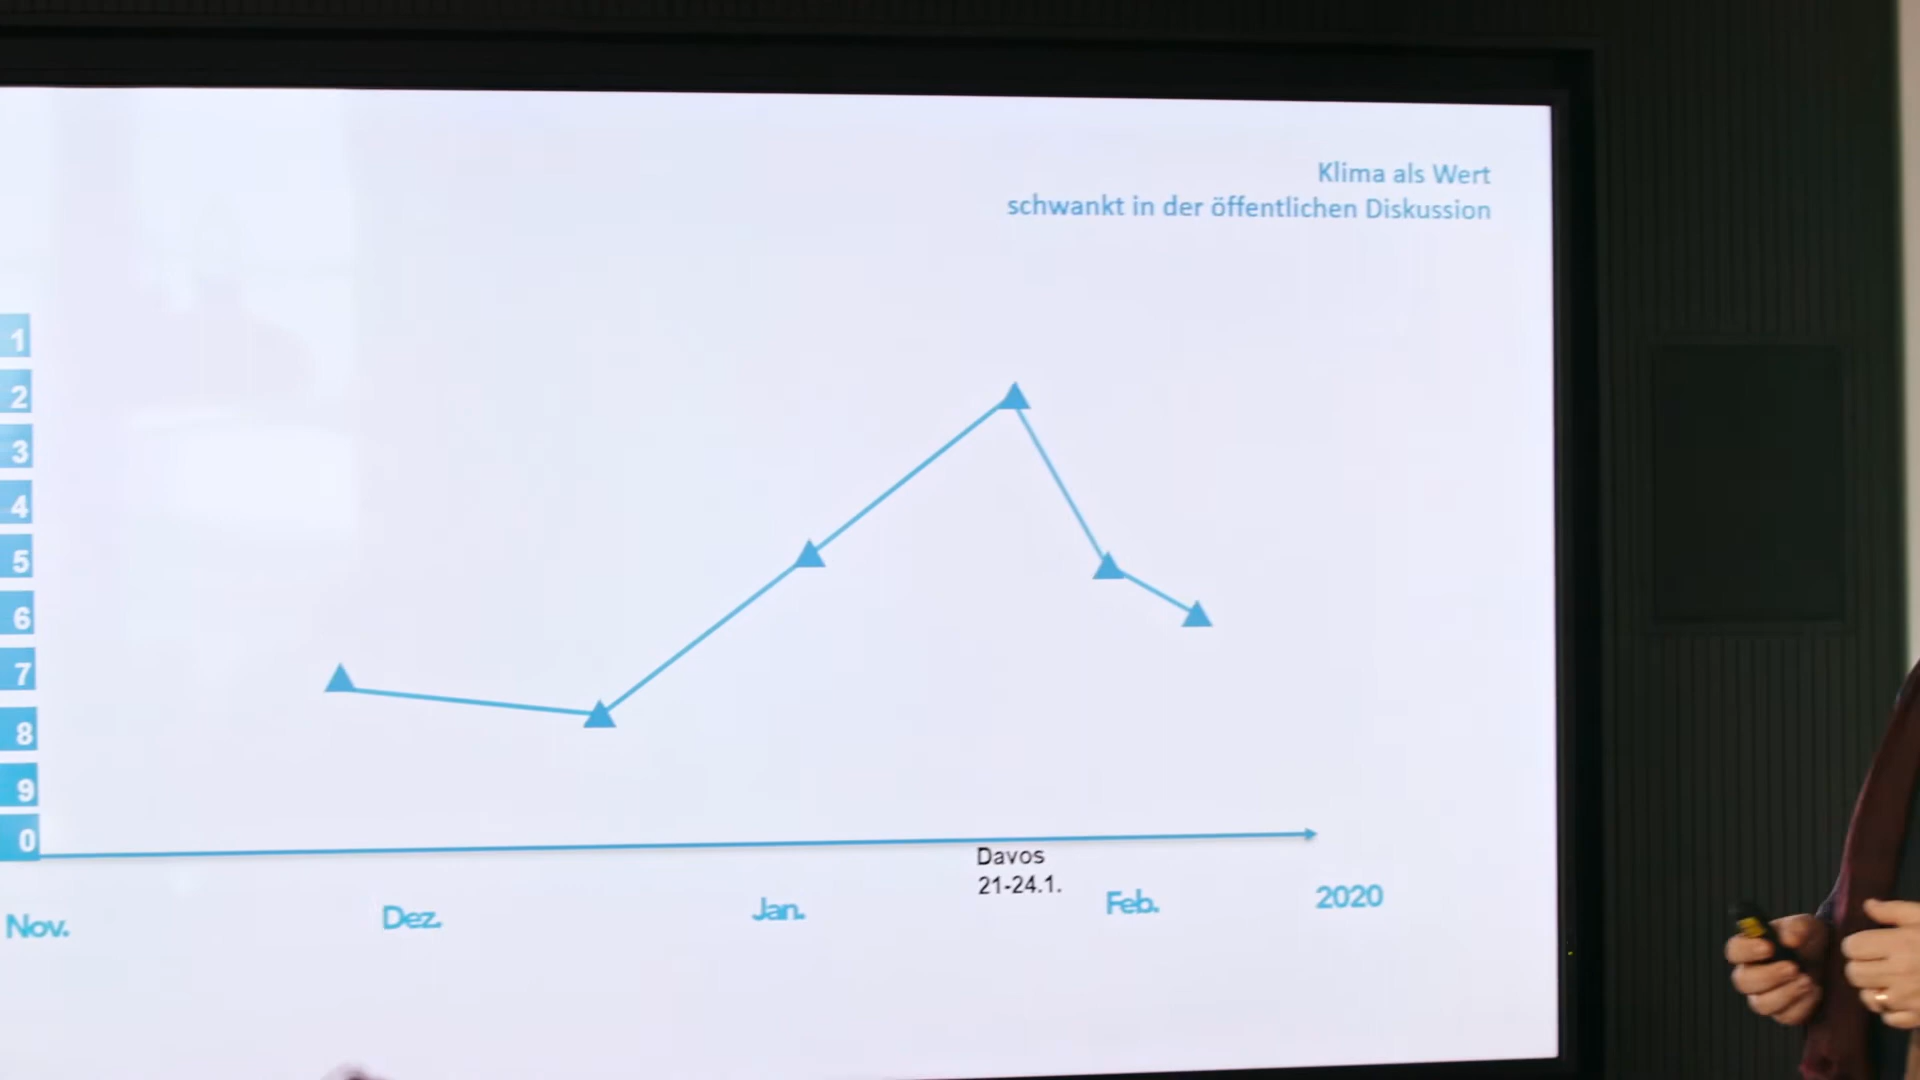 Klima als Wert
schwankt in der öffentlichen Diskussion
1
2
3
4
5
6
7
8
9
0
Davos
21-24.1.
Nov.
Dez.
Jan.
Feb.
2020